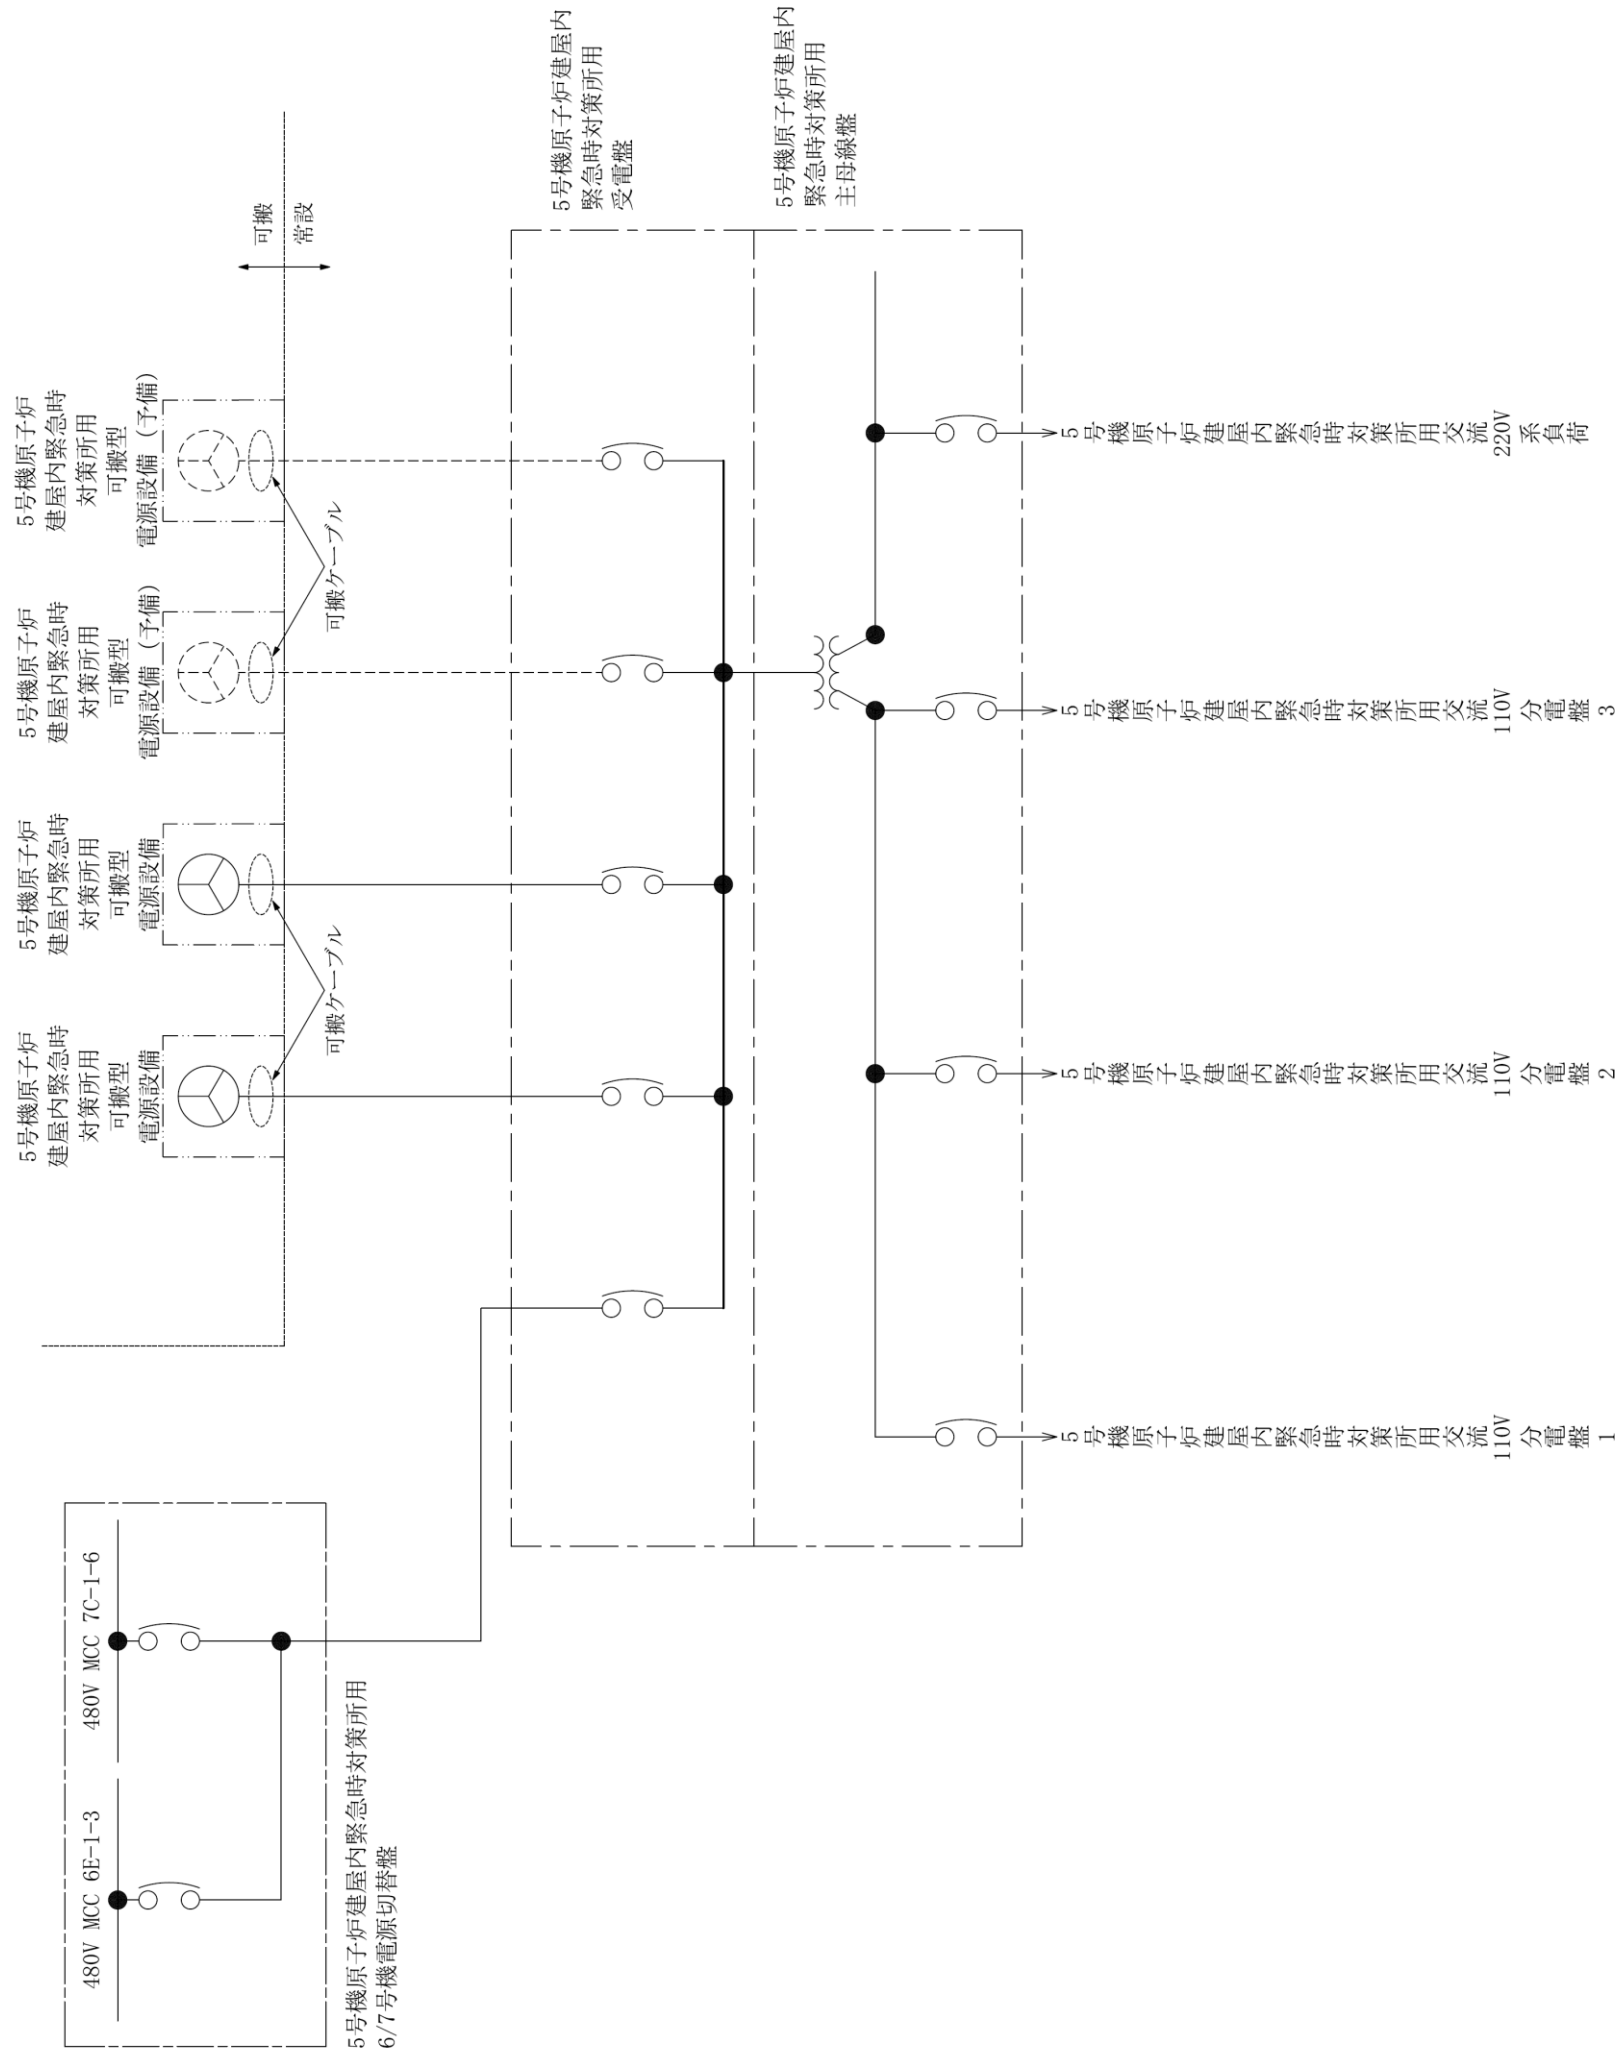 480V MCC 6E-1-3
480V MCC 7C-1-6
5号機原子炉建屋内緊急時対策所用
6/7号機電源切替盤
5号機原子炉
建屋内緊急時
対策所用
可搬型
電源設備
5号機原子炉
建屋内緊急時
対策所用
可搬型
電源設備
5号機原子炉
建屋内緊急時
対策所用
可搬型
電源設備(予備)
5号機原子炉
建屋内緊急時
対策所用
可搬型
電源設備(予備)
可搬ケーブル
可搬ケーブル
可搬
常設
5号機原子炉建屋内
緊急時対策所用
受電盤
5号機原子炉建屋内
緊急時対策所用
主母線盤
5号機原子炉建屋内緊急時対策所用交流110V分電盤1
5号機原子炉建屋内緊急時対策所用交流110V分電盤2
5号機原子炉建屋内緊急時対策所用交流110V分電盤3
5号機原子炉建屋内緊急時対策所用交流220V系負荷